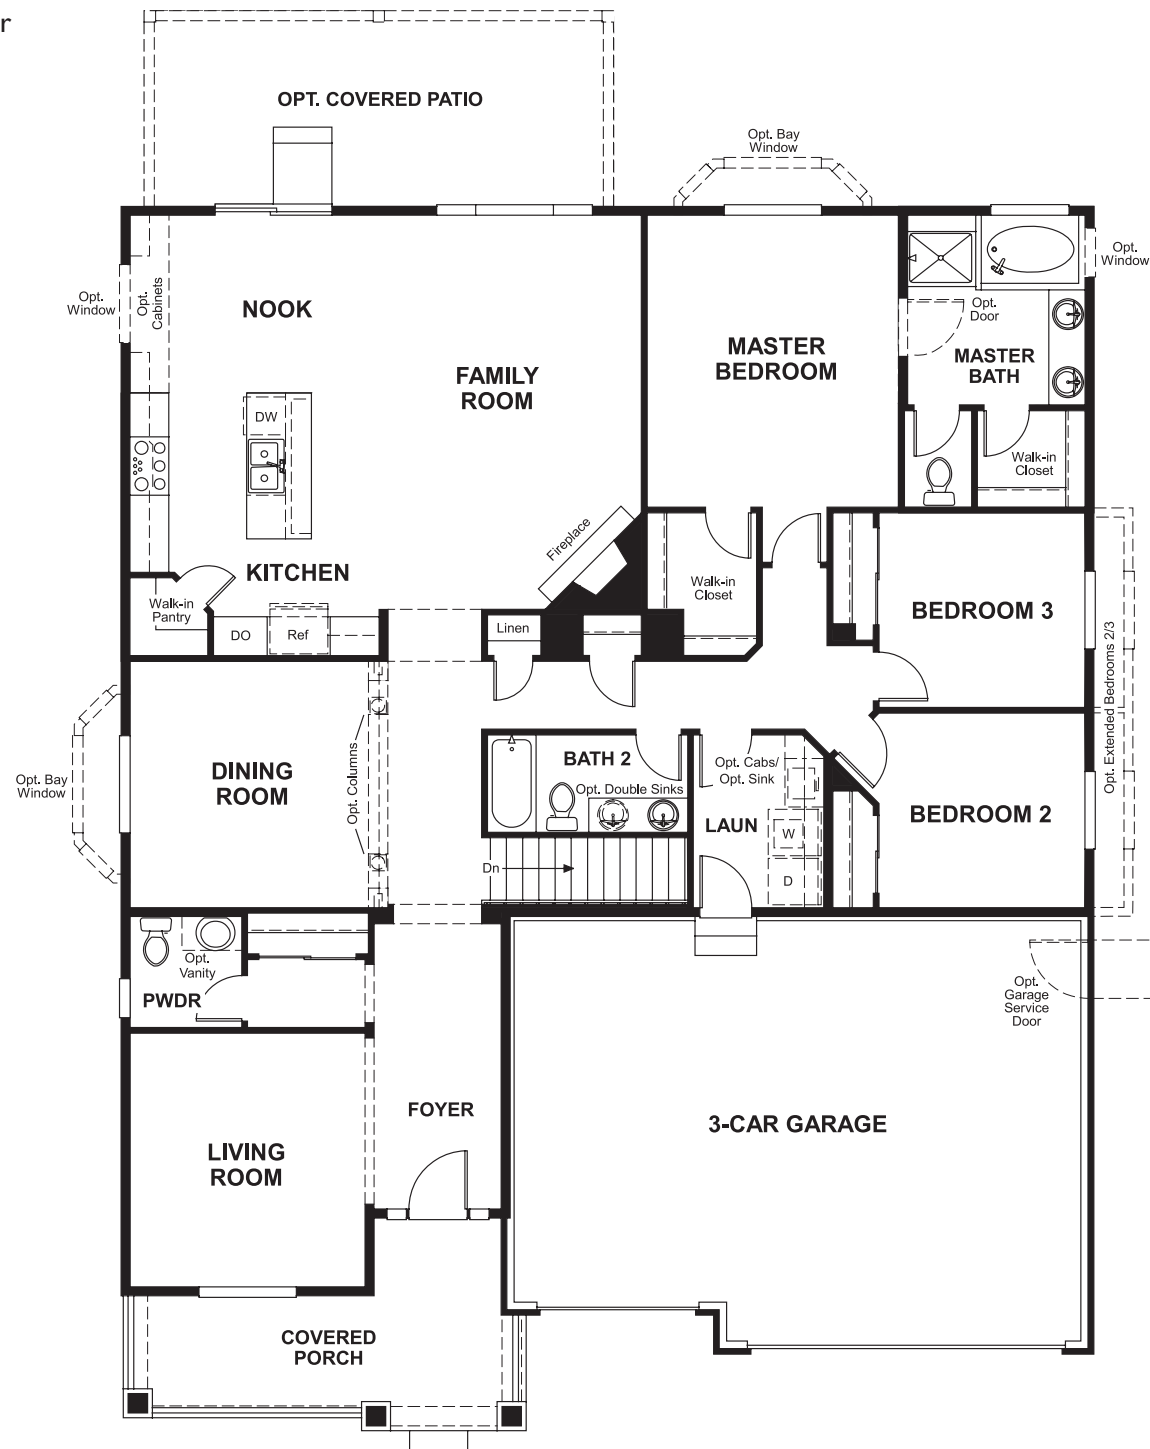 r
OPT. COVERED PATIO
Opt. Bay
Window
Opt.
Window
Opt.
Window
Opt.
Cabinets
NOOK
FAMILY
ROOM
MASTER
BEDROOM
Opt.
Door
MASTER
BATH
DW
Walk-in
Closet
Fireplace
KITCHEN
Walk-in
Pantry
DO
Ref
Linen
Walk-in
Closet
BEDROOM 3
Opt. Extended Bedrooms 2/3
Opt. Bay
Window
DINING
ROOM
Opt. Columns
BATH 2
Opt. Double Sinks
Opt. Cabs/
Opt. Sink
LAUN
W
D
BEDROOM 2
Dn
Opt.
Vanity
PWDR
Opt.
Garage
Service
Door
FOYER
3-CAR GARAGE
LIVING
ROOM
COVERED
PORCH